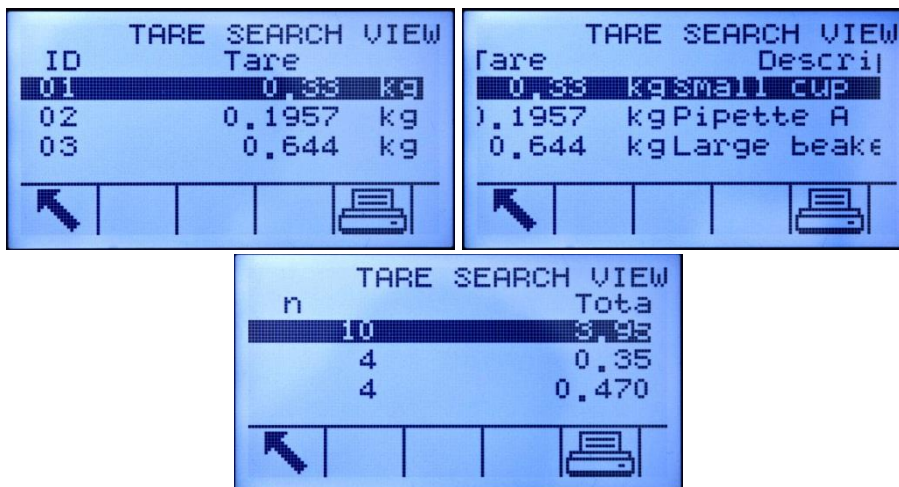 TARE SEARCH VIEW
ID Tare
01 0.33 kg
02 0.1957 kg
03 0.644 kg
TARE SEARCH VIEW
Tare Descri
0.33 kg Small cup
.1957 kg Pipette A
0.644 kg Large beake
TARE SEARCH VIEW
n Tota
10
4 0.35
4 0.470